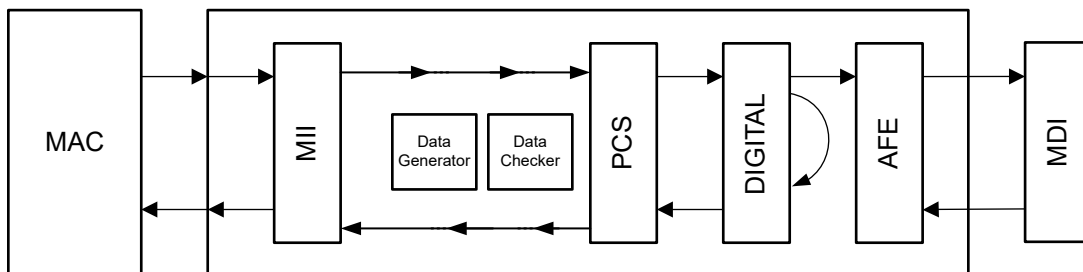 MAC
MII
Data
Generator
Data
Checker
PCS
DIGITAL
AFE
MDI